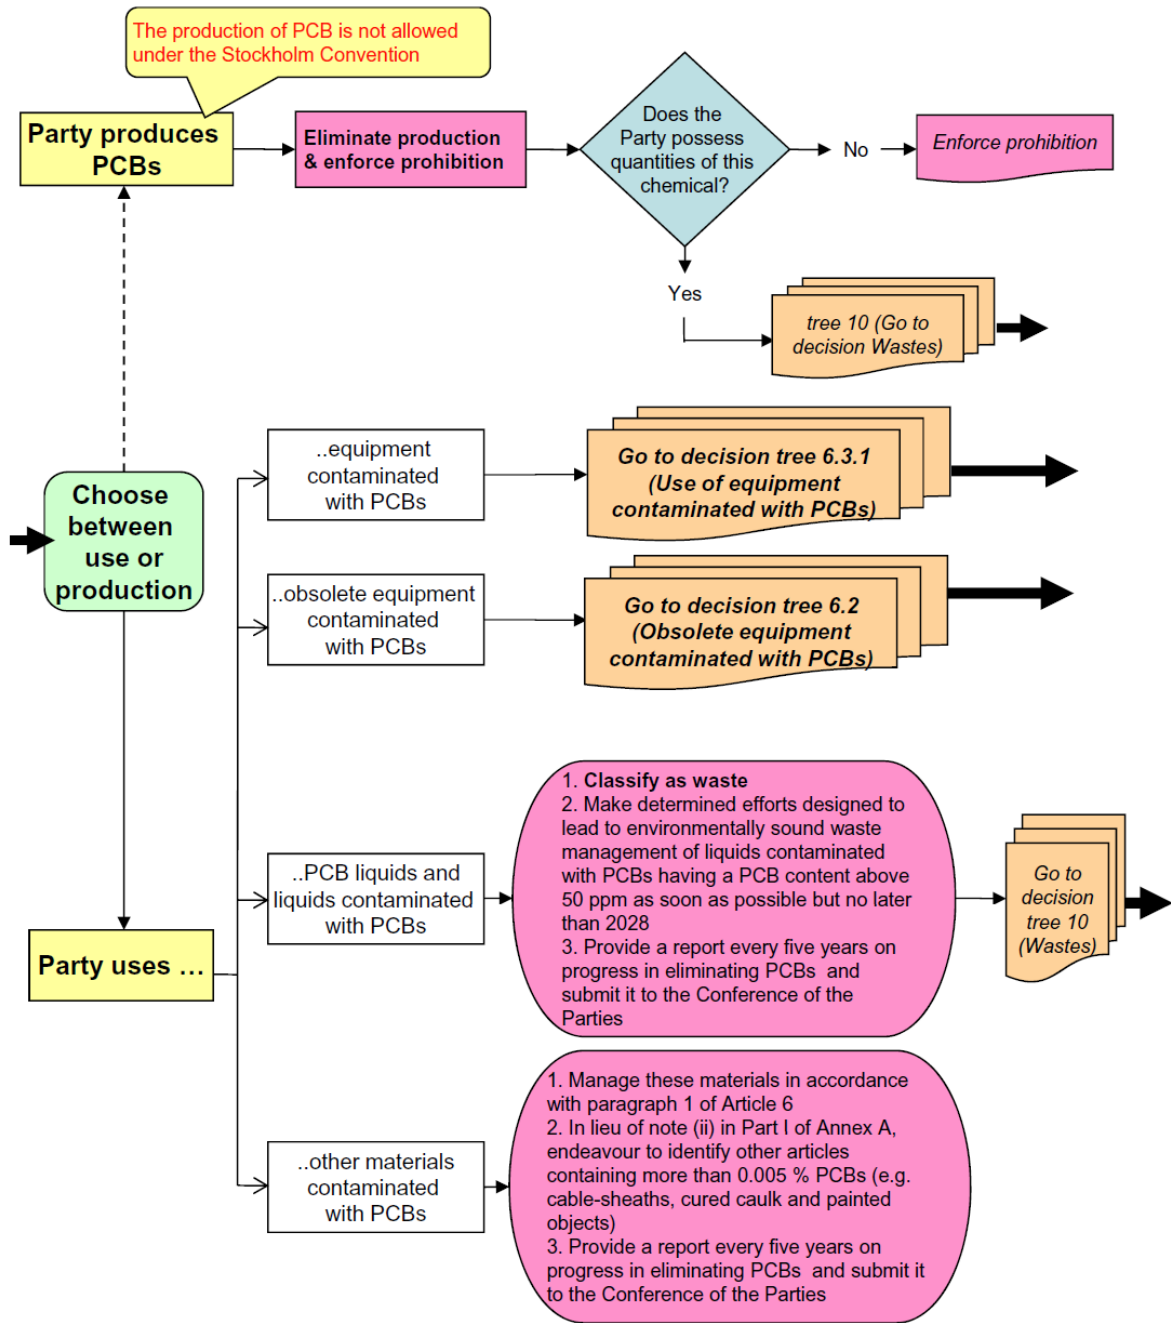 The production of PCB is not allowed
under the Stockholm Convention
Party produces
PCBs
Eliminate production
& enforce prohibition
Does the
Party possess
quantities of this
chemical?
No
Enforce prohibition
Yes
tree 10 (Go to
decision Wastes)
..equipment
contaminated
with PCBs
Go to decision tree 6.3.1
(Use of equipment
contaminated with PCBs)
Choose
between
use or
production
..obsolete equipment
contaminated
with PCBs
Go to decision tree 6.2
(Obsolete equipment
contaminated with PCBs)
..PCB liquids and
liquids contaminated
with PCBs
1. Classify as waste
2. Make determined efforts designed to
lead to environmentally sound waste
management of liquids contaminated
with PCBs having a PCB content above
50 ppm as soon as possible but no later
than 2028
3. Provide a report every five years on
progress in eliminating PCBs and
submit it to the Conference of the
Parties
Go to
decision
tree 10
(Wastes)
Party uses ...
..other materials
contaminated
with PCBs
1. Manage these materials in accordance
with paragraph 1 of Article 6
2. In lieu of note (ii) in Part I of Annex A,
endeavour to identify other articles
containing more than 0.005 % PCBs (e.g.
cable-sheaths, cured caulk and painted
objects)
3. Provide a report every five years on
progress in eliminating PCBs and submit it
to the Conference of the Parties